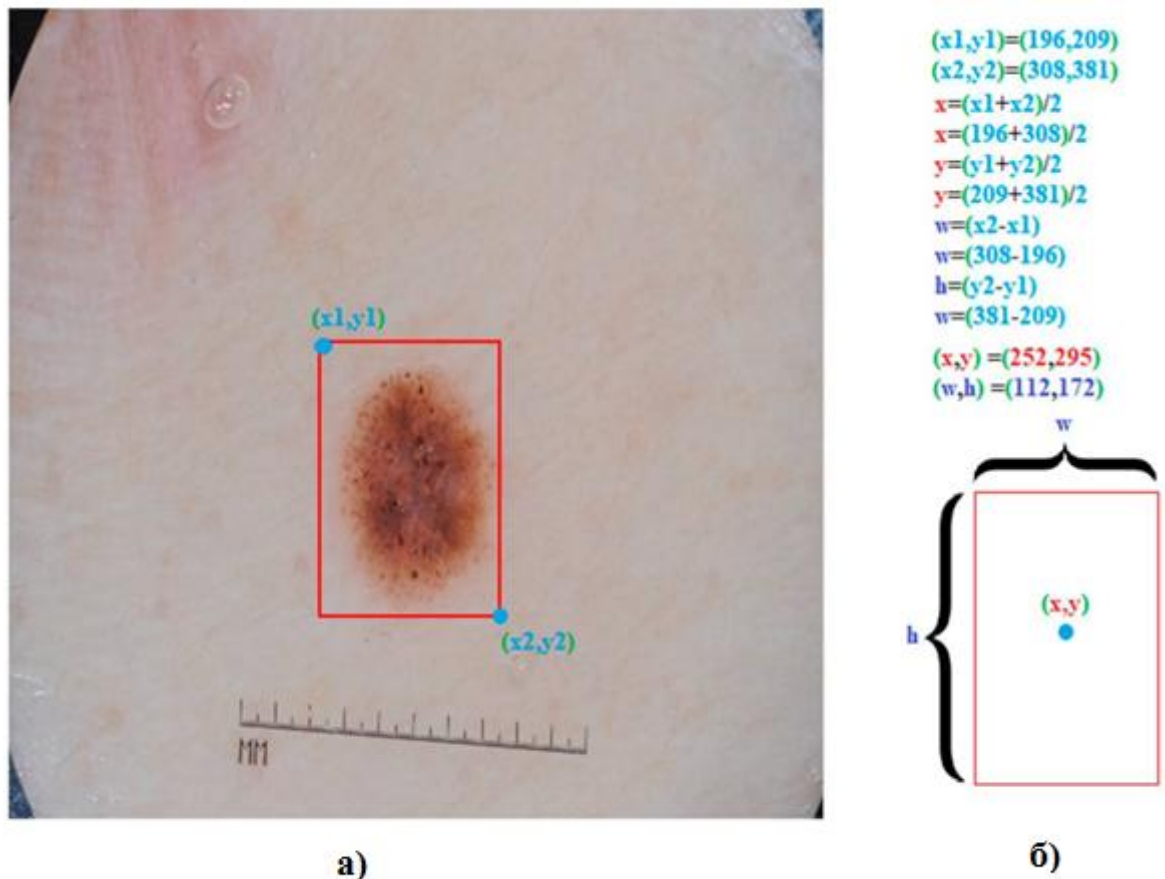 (x1,y1)
(x2,y2)
MM
а)
(x1,y1)=(196,209)
(x2,y2)=(308,381)
x=(x1+x2)/2
x=(196+308)/2
y=(y1+y2)/2
y=(209+381)/2
w=(x2-x1)
w=(308-196)
h=(y2-y1)
w=(381-209)
(x,y) =(252,295)
(w,h) =(112,172)
w
h
(x,y)
б)